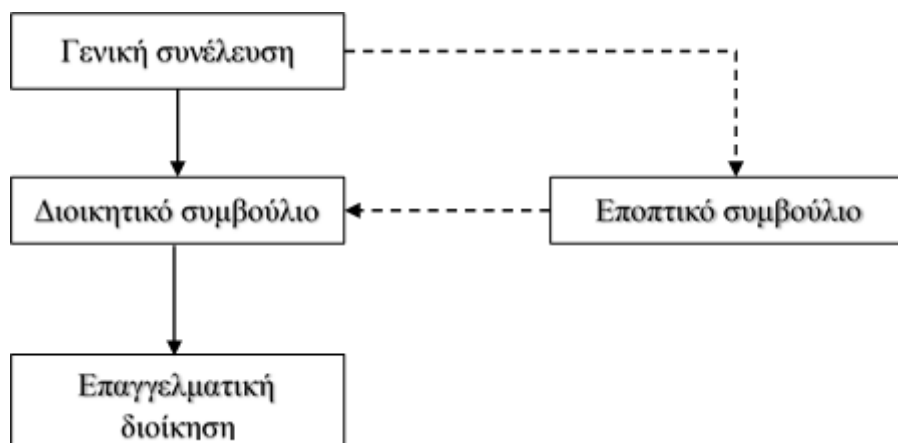 Γενική συνέλευση
Διοικητικό συμβούλιο
Εποπτικό συμβούλιο
Επαγγελματική
διοίκηση